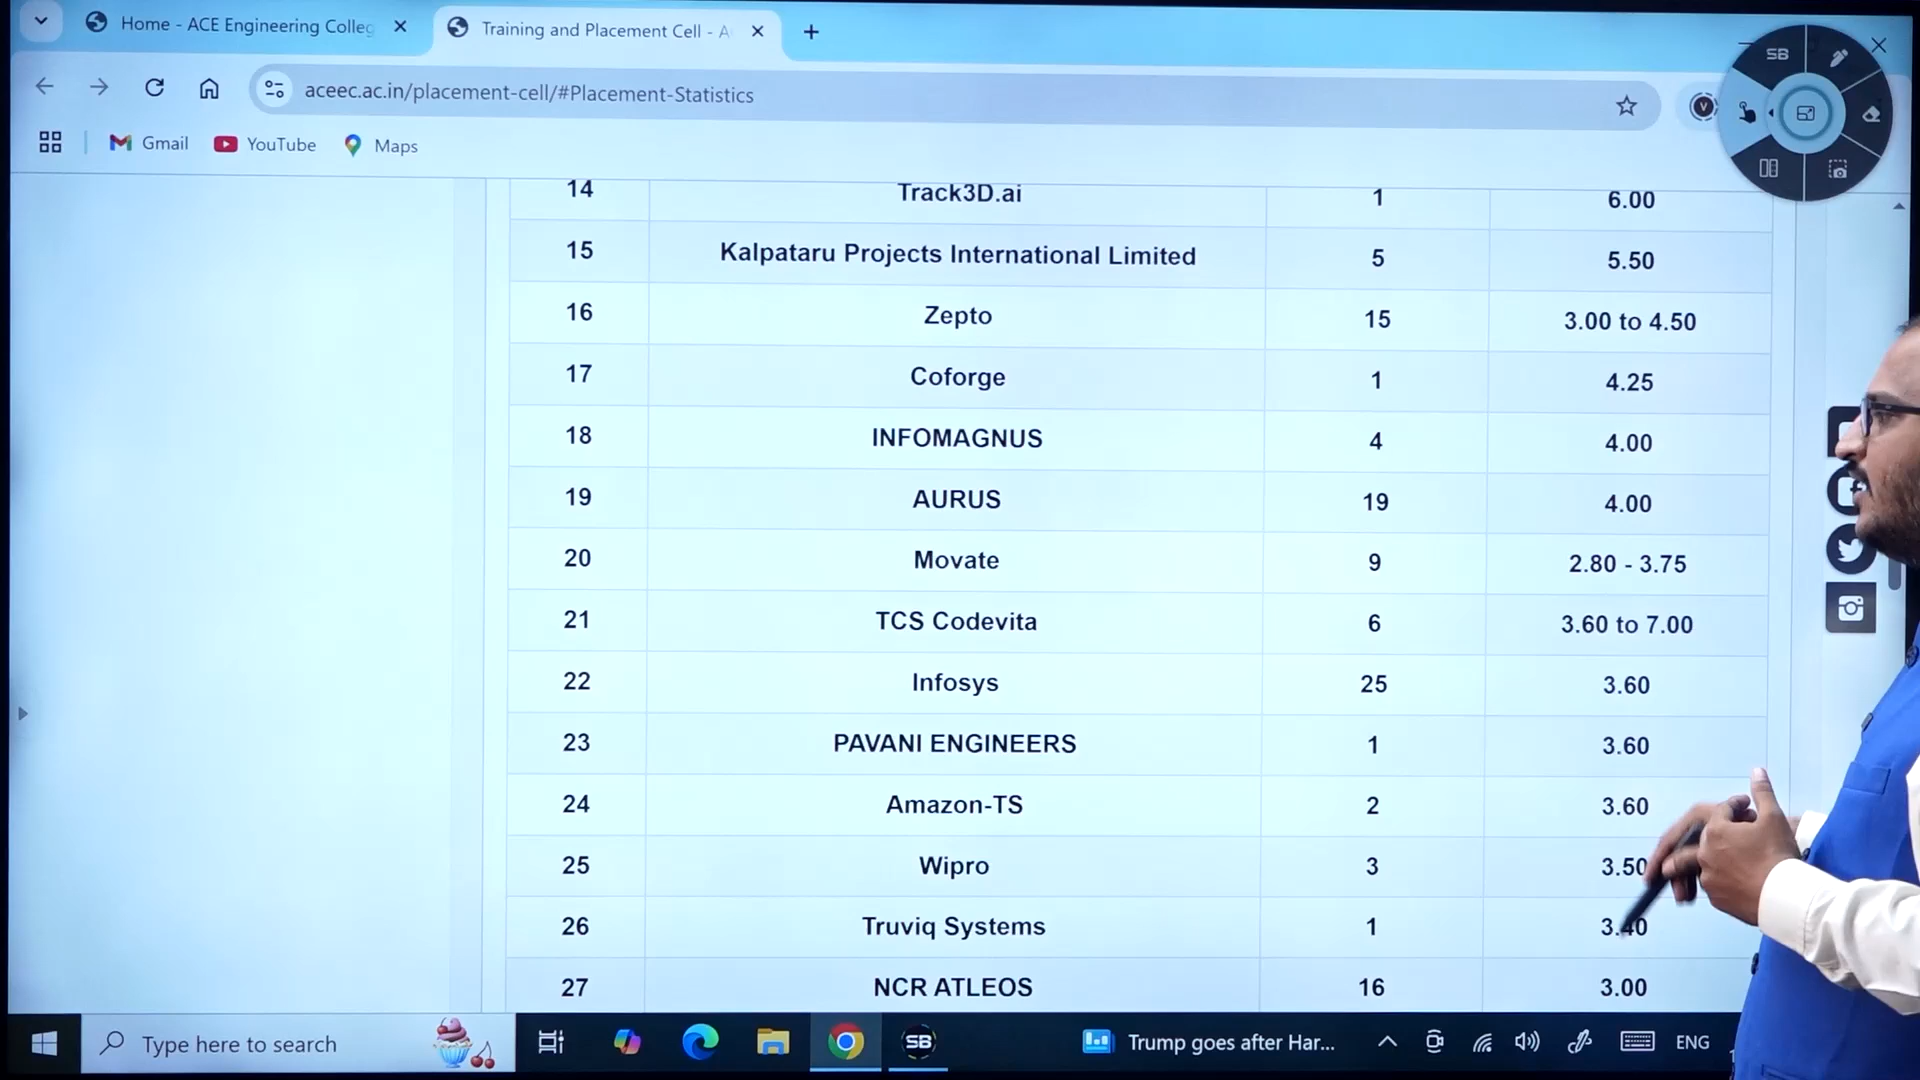 Home - ACE Engineering Colleg
Training and Placement Cell - A
aceec.ac.in/placement-cell/#Placement-Statistics
Gmail YouTube Maps
SB
V
14 Track3D.ai 1 6.00
15 Kalpataru Projects International Limited 5 5.50
16 Zepto 15 3.00 to 4.50
17 Coforge 1 4.25
18 INFOMAGNUS 4 4.00
19 AURUS 19 4.00
20 Movate 9 2.80 - 3.75
21 TCS Codevita 6 3.60 to 7.00
22 Infosys 25 3.60
23 PAVANI ENGINEERS 1 3.60
24 Amazon-TS 2 3.60
25 Wipro 3 3.50
26 Truviq Systems 1 3.40
27 NCR ATLEOS 16 3.00
Type here to search
SB
Trump goes after Har...
ENG